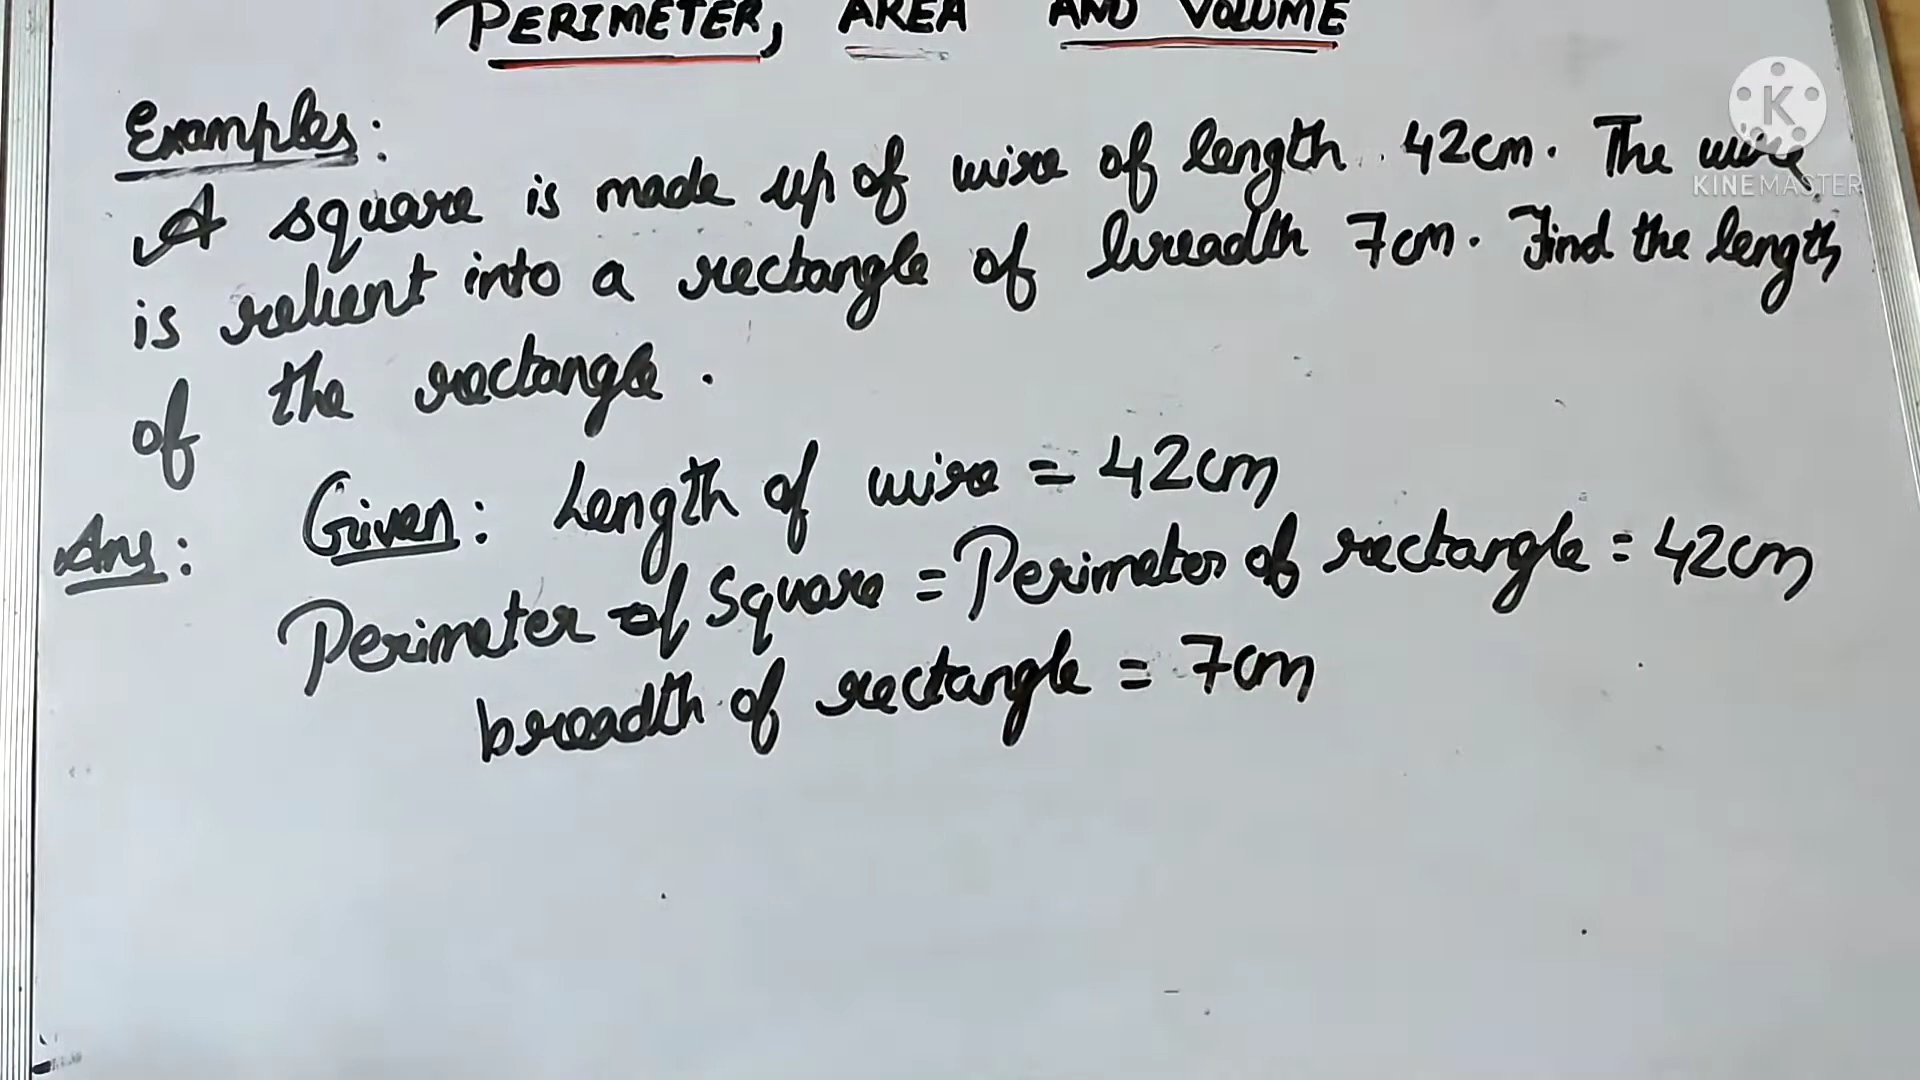 PERIMETER, AREA AND VOLUME
Examples:
A square is made up of wire of length 42cm. The wire
is rebent into a rectangle of breadth 7cm. Find the length
of the rectangle.
Ans: Given: Length of wire = 42cm
Perimeter of Square = Perimeter of rectangle = 42cm
breadth of rectangle = 7cm
K
KINEMASTER